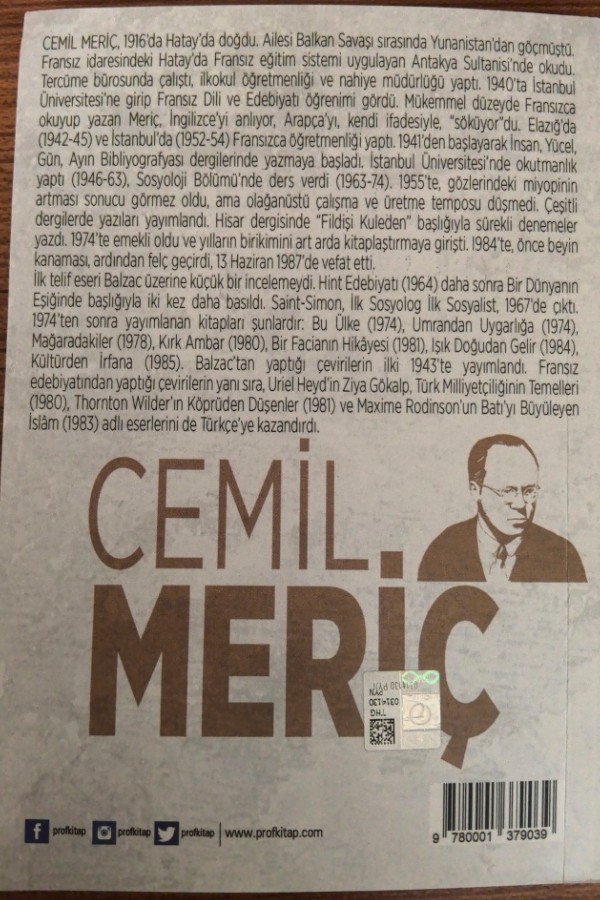 CEMİL MERİÇ, 1916'da Hatay'da doğdu. Ailesi Balkan Savaşı sırasında Yunanistan'dan göçmüştü.
Fransız idaresindeki Hatay'da Fransız eğitim sistemi uygulayan Antakya Sultanisi'nde okudu.
Tercüme bürosunda çalıştı, ilkokul öğretmenliği ve nahiye müdürlüğü yaptı. 1940'ta İstanbul
Üniversitesi'ne girip Fransız Dili ve Edebiyatı öğrenimi gördü. Mükemmel düzeyde Fransızca
okuyup yazan Meriç, İngilizce'yi anlıyor, Arapça'yı, kendi ifadesiyle, "söküyor"du. Elazığ'da
(1942-45) ve İstanbul'da (1952-54) Fransızca öğretmenliği yaptı. 1941'den başlayarak İnsan, Yücel,
Gün, Ayın Bibliyografyası dergilerinde yazmaya başladı. İstanbul Üniversitesi'nde okutmanlık
yaptı (1946-63), Sosyoloji Bölümü'nde ders verdi (1963-74). 1955'te, gözlerindeki miyopinin
artması sonucu görmez oldu, ama olağanüstü çalışma ve üretme temposu düşmedi. Çeşitli
dergilerde yazıları yayımlandı. Hisar dergisinde "Fildişi Kuleden" başlığıyla sürekli denemeler
yazdı. 1974'te emekli oldu ve yılların birikimini art arda kitaplaştırmaya girişti. 1984'te, önce beyin
kanaması, ardından felç geçirdi, 13 Haziran 1987'de vefat etti.
İlk telif eseri Balzac üzerine küçük bir incelemeydi. Hint Edebiyatı (1964) daha sonra Bir Dünyanın
Eşiğinde başlığıyla iki kez daha basıldı. Saint-Simon, İlk Sosyolog İlk Sosyalist, 1967'de çıktı.
1974'ten sonra yayımlanan kitapları şunlardır: Bu Ülke (1974), Umrandan Uygarlığa (1974),
Mağaradakiler (1978), Kırk Ambar (1980), Bir Facianın Hikâyesi (1981), Işık Doğudan Gelir (1984),
Kültürden İrfana (1985). Balzac'tan yaptığı çevirilerin ilki 1943'te yayımlandı. Fransız
edebiyatından yaptığı çevirilerin yanı sıra, Uriel Heyd'in Ziya Gökalp, Türk Milliyetçiliğinin Temelleri
(1980), Thornton Wilder'ın Köprüden Düşenler (1981) ve Maxime Rodinson'un Batı'yı Büyüleyen
İslâm (1983) adlı eserlerini de Türkçe'ye kazandırdı.
CEMİL
MERİÇ
THG
0314130
PYN
profkitap profkitap profkitap | www.profkitap.com
9 780001 379039